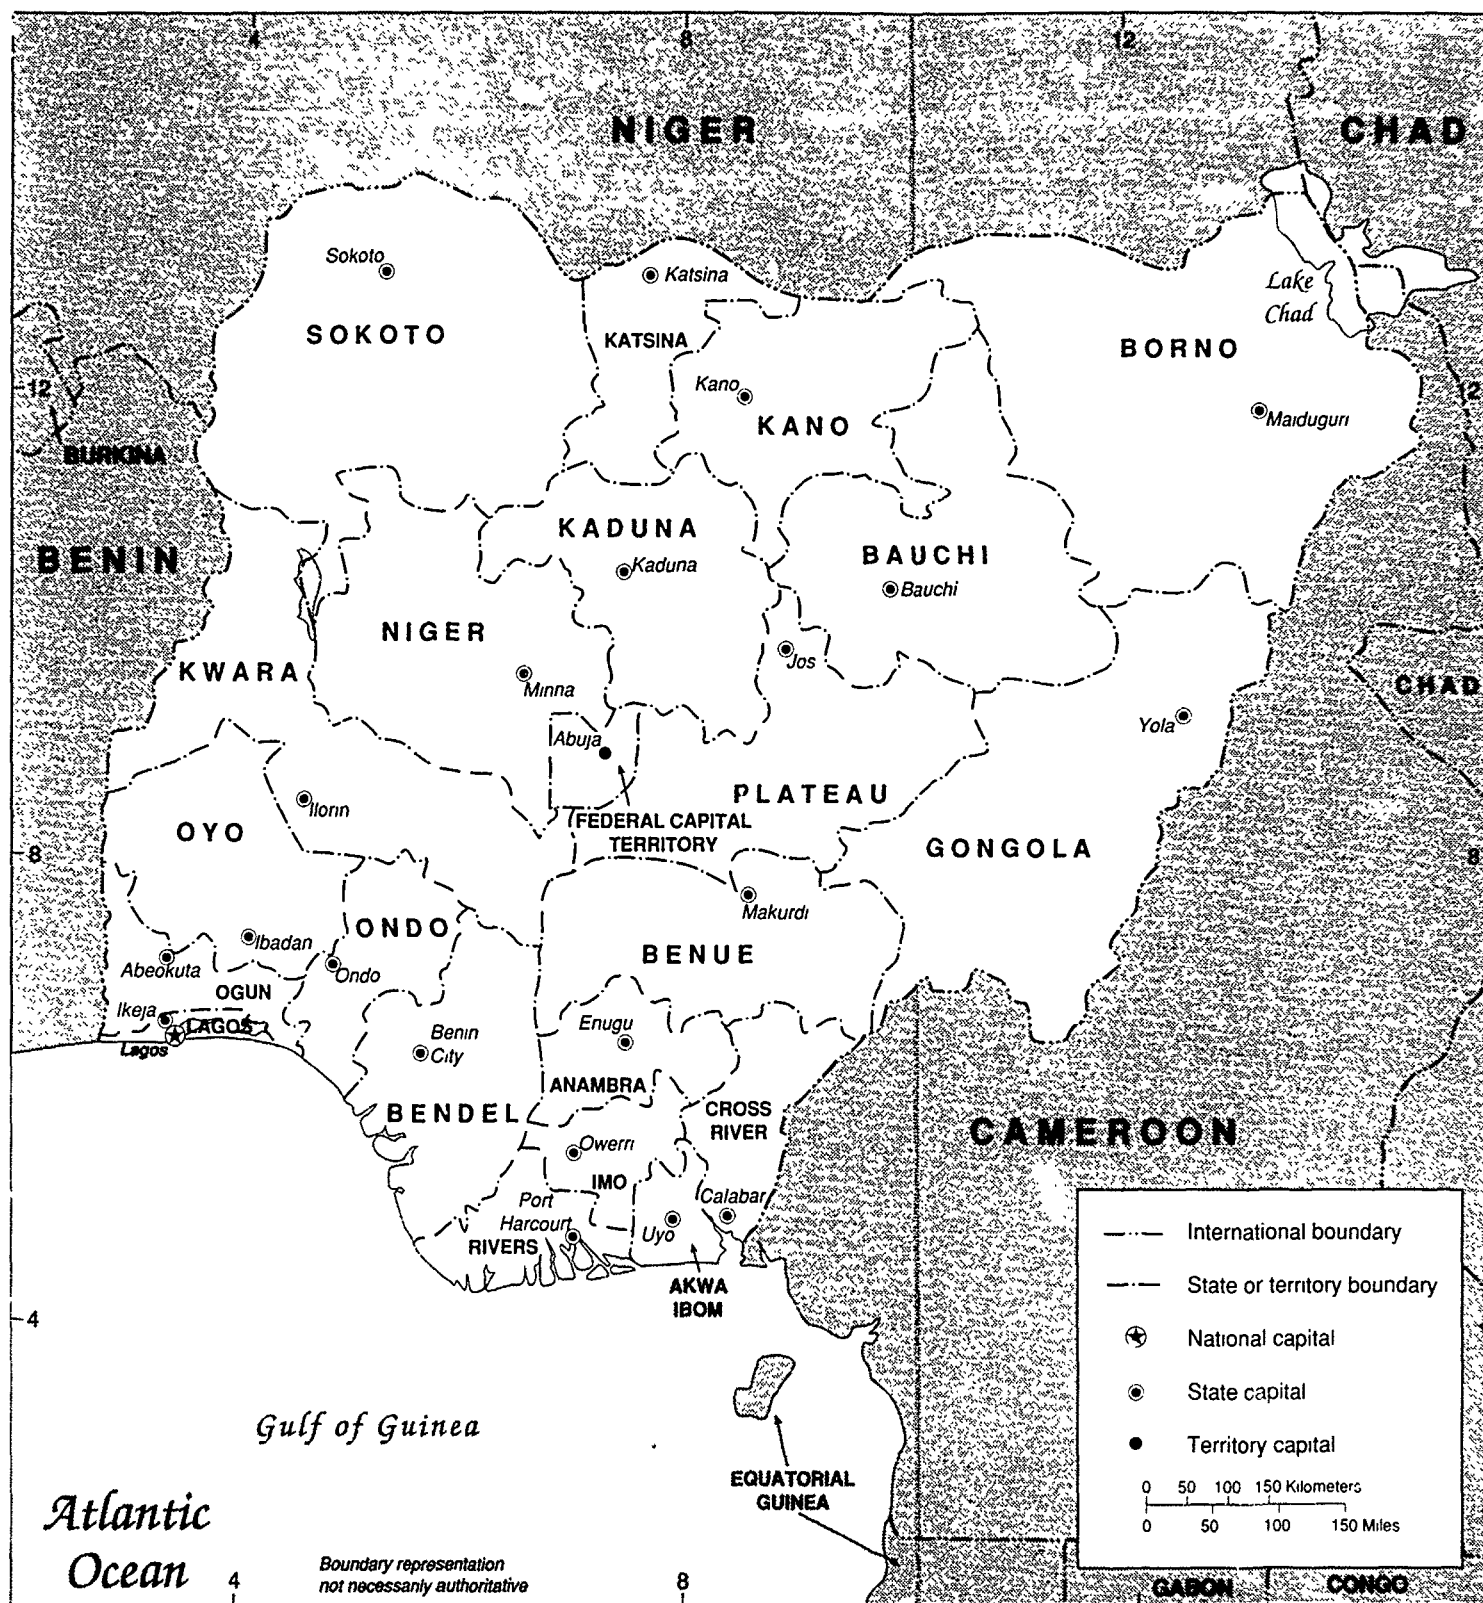 4
8
12
NIGER
CHAD
Sokoto
Katsina
Lake
Chad
SOKOTO
KATSINA
BORNO
12
Kano
12
KANO
Maiduguri
BURKINA
KADUNA
BENIN
Kaduna
BAUCHI
Bauchi
NIGER
KWARA
Jos
Minna
CHAD
Yola
Abuja
PLATEAU
Ilorin
FEDERAL CAPITAL
TERRITORY
OYO
GONGOLA
8
8
Makurdi
ONDO
Ibadan
BENUE
Abeokuta
Ondo
OGUN
Ikeja
LAGOS
Lagos
Enugu
Benin
City
ANAMBRA
BENDEL
CROSS
RIVER
CAMEROON
Owerri
IMO
Port
Harcourt
Calabar
RIVERS
Uyo
AKWA
IBOM
4
International boundary
State or territory boundary
National capital
State capital
Territory capital
0 50 100 150 Kilometers
0 50 100 150 Miles
Gulf of Guinea
EQUATORIAL
GUINEA
Atlantic
Ocean
Boundary representation
not necessarily authoritative
4
8
GABON
CONGO